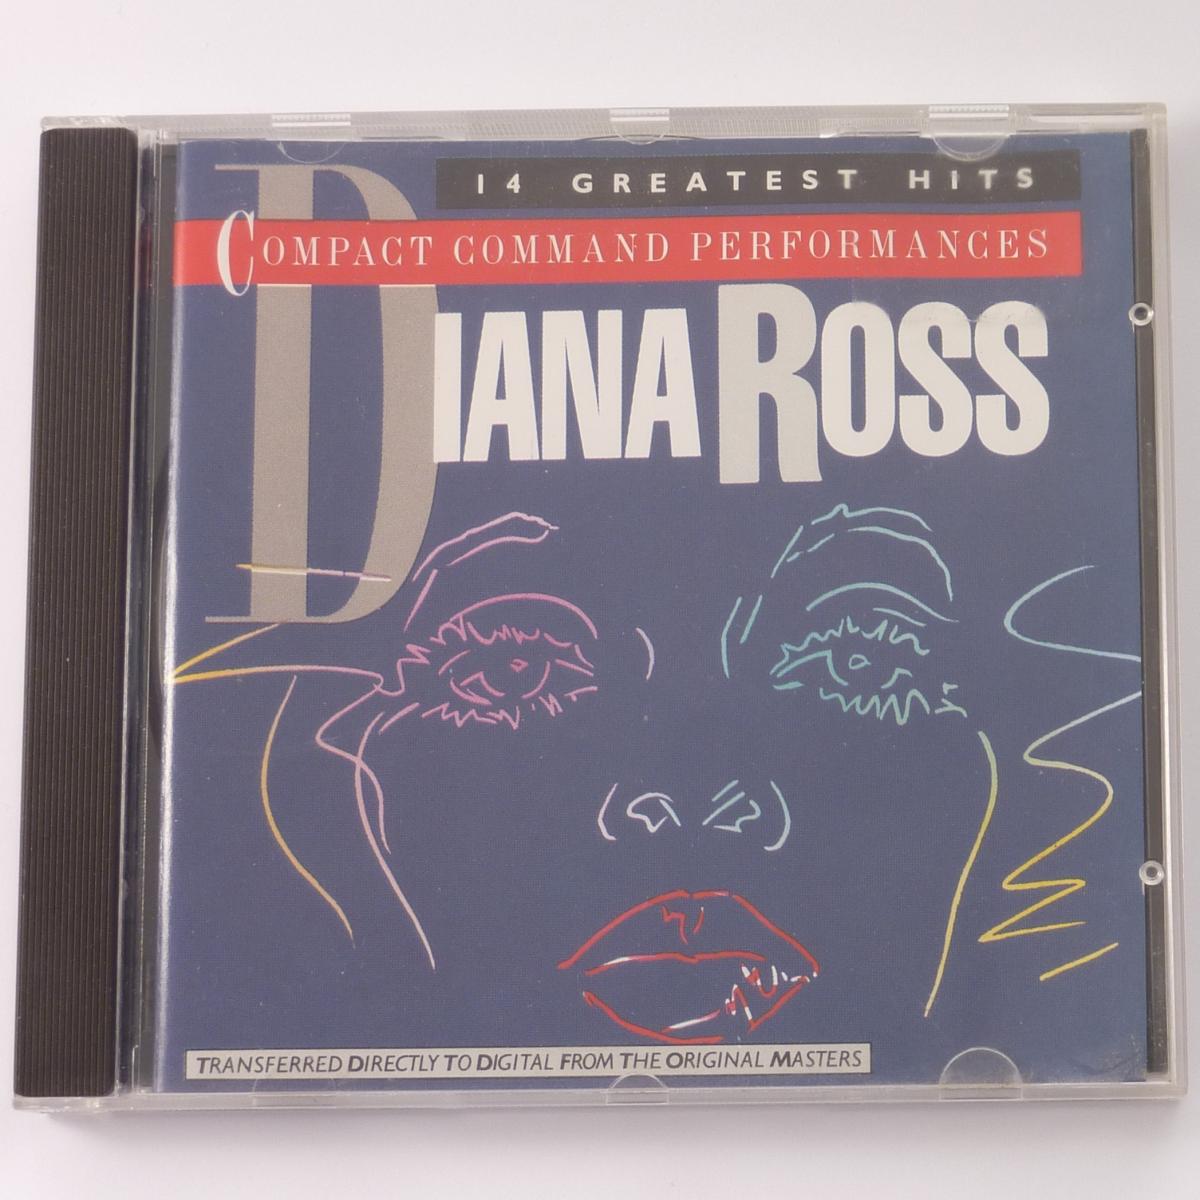 14 GREATEST HITS
COMPACT COMMAND PERFORMANCES
DIANA ROSS
TRANSFERRED DIRECTLY TO DIGITAL FROM THE ORIGINAL MASTERS